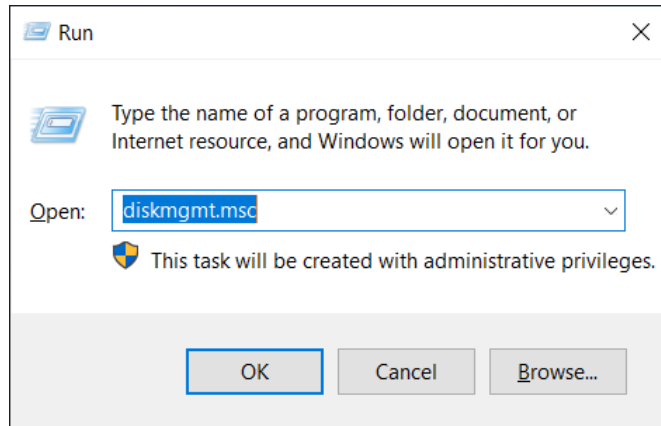 Run
Type the name of a program, folder, document, or
Internet resource, and Windows will open it for you.
Open: diskmgmt.msc
This task will be created with administrative privileges.
OK Cancel Browse...